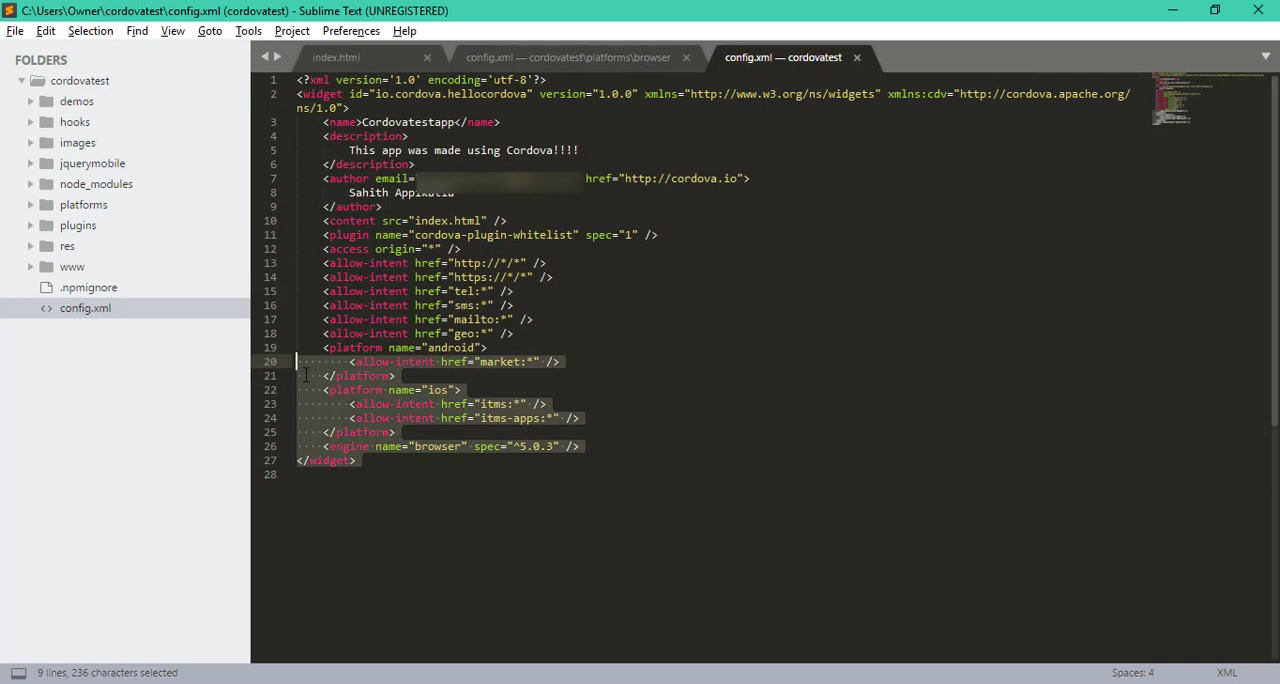 C:\Users\Owner\cordovatest\config.xml (cordovatest) - Sublime Text (UNREGISTERED)
File Edit Selection Find View Goto Tools Project Preferences Help
FOLDERS
cordovatest
demos
hooks
images
jquerymobile
node_modules
platforms
plugins
res
www
.npmignore
<> config.xml
index.html
config.xml — cordovatest\platforms\browser
config.xml — cordovatest
1 <?xml version='1.0' encoding='utf-8'?>
2 <widget id="io.cordova.hellocordova" version="1.0.0" xmlns="http://www.w3.org/ns/widgets" xmlns:cdv="http://cordova.apache.org/
ns/1.0">
3 <name>Cordovatestapp</name>
4 <description>
5 This app was made using Cordova!!!!
6 </description>
7 <author email= href="http://cordova.io">
8 Sahith
9 </author>
10 <content src="index.html" />
11 <plugin name="cordova-plugin-whitelist" spec="1" />
12 <access origin="*" />
13 <allow-intent href="http://*/*" />
14 <allow-intent href="https://*/*" />
15 <allow-intent href="tel:*" />
16 <allow-intent href="sms:*" />
17 <allow-intent href="mailto:*" />
18 <allow-intent href="geo:*" />
19 <platform name="android">
20 <allow-intent href="market:*" />
21 </platform>
22 <platform name="ios">
23 <allow-intent href="itms:*" />
24 <allow-intent href="itms-apps:*" />
25 </platform>
26 <engine name="browser" spec="^5.0.3" />
27 </widget>
28
9 lines, 236 characters selected
Spaces: 4
XML